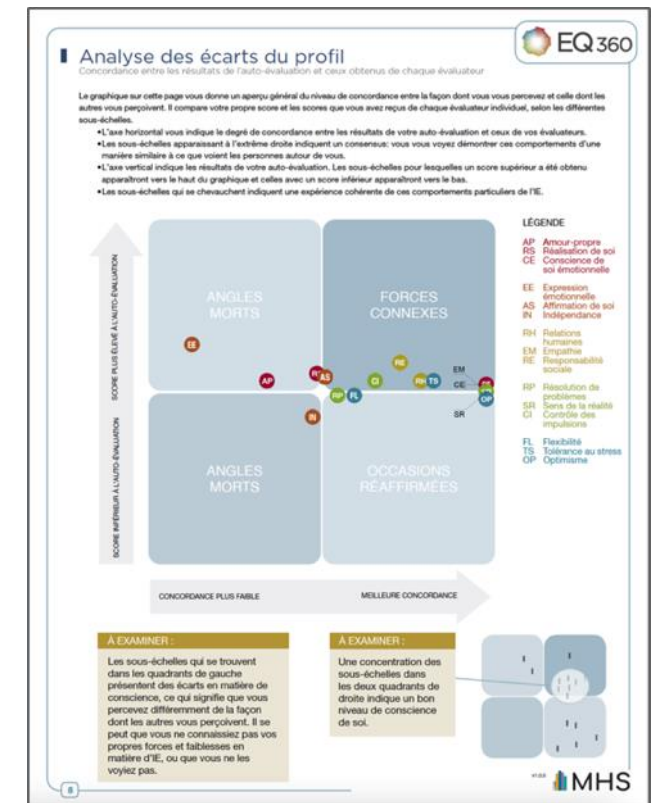 EQ 360
Analyse des écarts du profil
Concordance entre les résultats de l'auto-évaluation et ceux obtenus de chaque évaluateur
Le graphique sur cette page vous donne un aperçu général du niveau de concordance entre la façon dont vous vous percevez et celle dont les
autres vous perçoivent. Il compare votre propre score et les scores que vous avez reçus de chaque évaluateur individuel, selon les différentes
sous-échelles.
•L'axe horizontal vous indique le degré de concordance entre les résultats de votre auto-évaluation et ceux de vos évaluateurs.
•Les sous-échelles apparaissant à l'extrême droite indiquent un consensus: vous vous voyez démontrer ces comportements d'une
manière similaire à ce que voient les personnes autour de vous.
•L'axe vertical indique les résultats de votre auto-évaluation. Les sous-échelles pour lesquelles un score supérieur a été obtenu
apparaîtront vers le haut du graphique et celles avec un score inférieur apparaîtront vers le bas.
•Les sous-échelles qui se chevauchent indiquent une expérience cohérente de ces comportements particuliers de l'IE.
SCORE PLUS ÉLEVÉ À L'AUTO-ÉVALUATION
SCORE INFÉRIEUR À L'AUTO-ÉVALUATION
ANGLES
MORTS
FORCES
CONNEXES
EE
AP
AS
CI
RE
RH
TS
EM
CE
RP
FL
OP
IN
SR
ANGLES
MORTS
OCCASIONS
RÉAFFIRMÉES
CONCORDANCE PLUS FAIBLE
MEILLEURE CONCORDANCE
LÉGENDE
AP Amour-propre
RS Réalisation de soi
CE Conscience de
soi émotionnelle
EE Expression
émotionnelle
AS Affirmation de soi
IN Indépendance
RH Relations
humaines
EM Empathie
RE Responsabilité
sociale
RP Résolution de
problèmes
SR Sens de la réalité
CI Contrôle des
impulsions
FL Flexibilité
TS Tolérance au stress
OP Optimisme
À EXAMINER :
Les sous-échelles qui se trouvent
dans les quadrants de gauche
présentent des écarts en matière de
conscience, ce qui signifie que vous
percevez différemment de la façon
dont les autres vous perçoivent. Il se
peut que vous ne connaissiez pas vos
propres forces et faiblesses en
matière d'IE, ou que vous ne les
voyiez pas.
À EXAMINER :
Une concentration des
sous-échelles dans
les deux quadrants de
droite indique un bon
niveau de conscience
de soi.
8
MHS